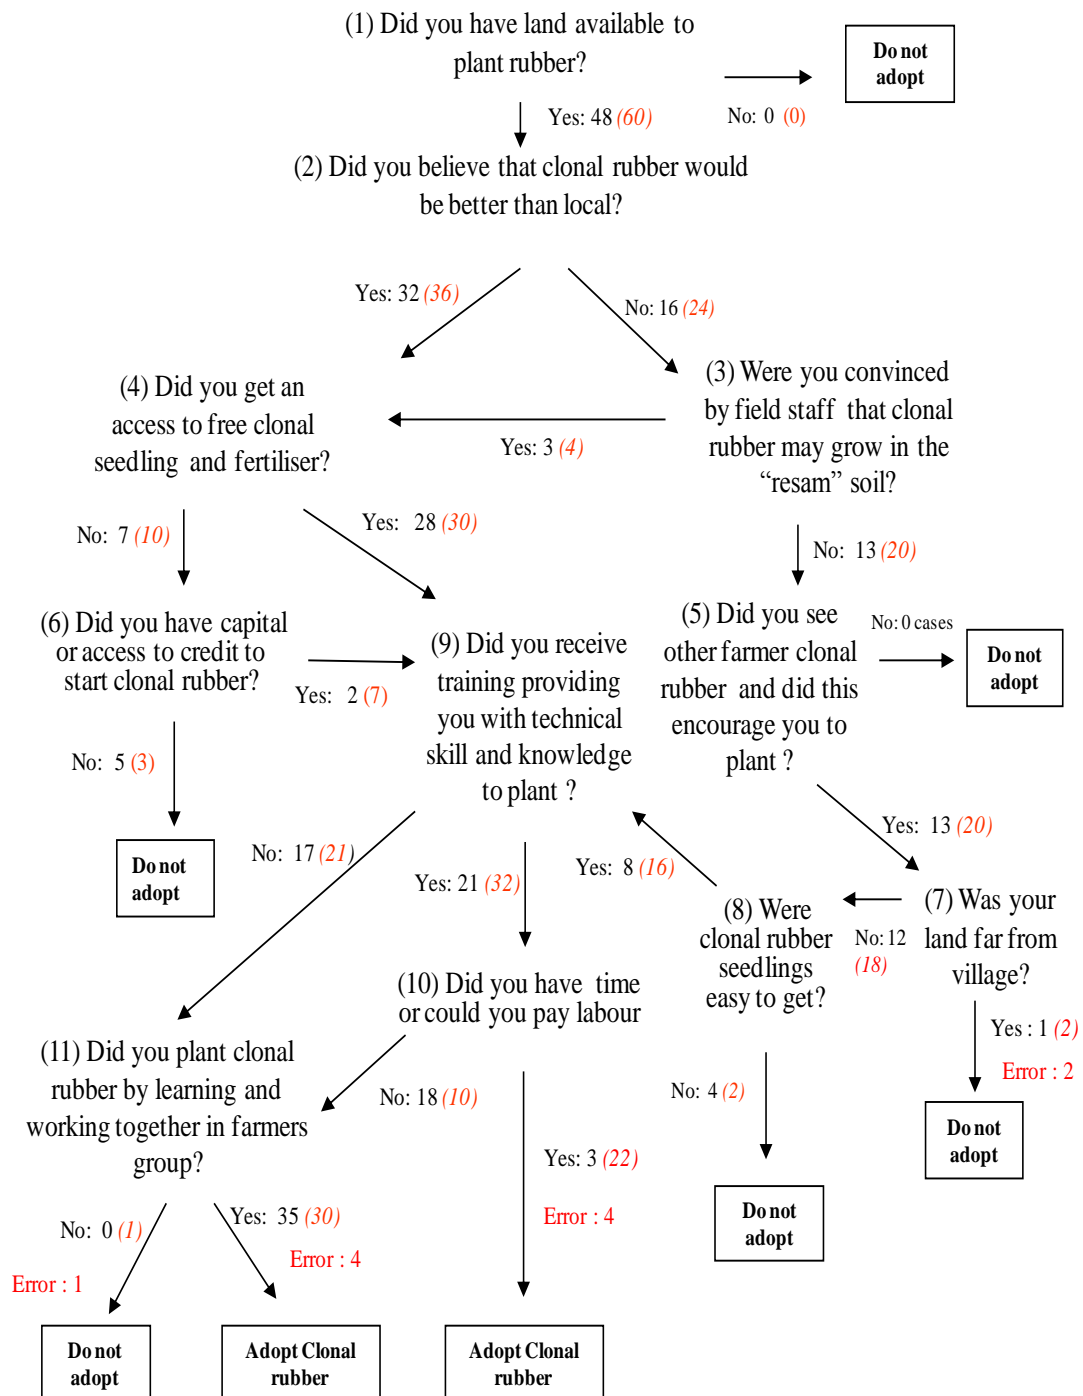 (1) Did you have land available to
plant rubber?
Do not
adopt
Yes: 48 (60)
No: 0 (0)
(2) Did you believe that clonal rubber would
be better than local?
Yes: 32 (36)
No: 16 (24)
(4) Did you get an
access to free clonal
seedling and fertiliser?
(3) Were you convinced
by field staff that clonal
rubber may grow in the
“resam” soil?
Yes: 3 (4)
No: 7 (10)
Yes: 28 (30)
No: 13 (20)
(6) Did you have capital
or access to credit to
start clonal rubber?
Yes: 2 (7)
(9) Did you receive
training providing
you with technical
skill and knowledge
to plant ?
(5) Did you see
other farmer clonal
rubber and did this
encourage you to
plant ?
No: 0 cases
Do not
adopt
No: 5 (3)
Do not
adopt
No: 17 (21)
Yes: 21 (32)
Yes: 8 (16)
Yes: 13 (20)
(8) Were
clonal rubber
seedlings
easy to get?
No: 12
(18)
(7) Was your
land far from
village?
(10) Did you have time
or could you pay labour
Yes : 1 (2)
Error : 2
Do not
adopt
(11) Did you plant clonal
rubber by learning and
working together in farmers
group?
No: 18 (10)
No: 4 (2)
Do not
adopt
Yes: 3 (22)
Error : 4
No: 0 (1)
Error : 1
Yes: 35 (30)
Error : 4
Do not
adopt
Adopt Clonal
rubber
Adopt Clonal
rubber